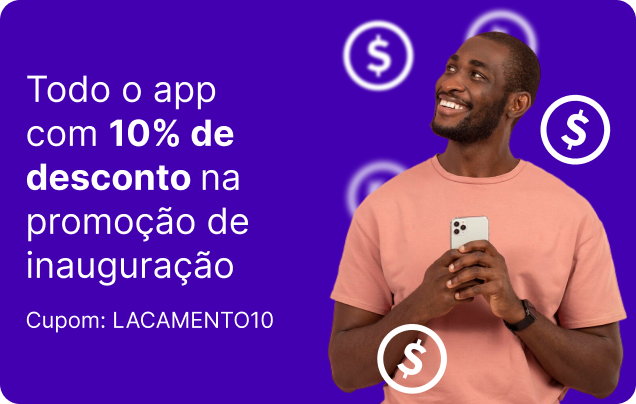 Todo o app
com 10% de
desconto na
promoção de
inauguração
Cupom: LACAMENTO10